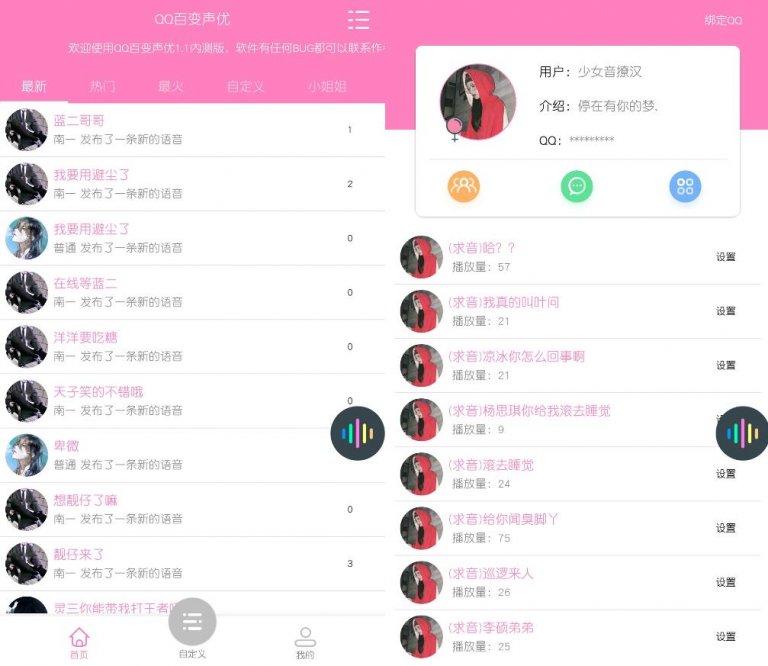 QQ百变声优
欢迎使用QQ百变声优1.1内测版，软件有任何BUG都可以联系作
最新
热门
最火
自定义
小姐姐
蓝二哥哥
南一 发布了一条新的语音
1
我要用避尘了
南一 发布了一条新的语音
2
我要用避尘了
普通 发布了一条新的语音
0
在线等蓝二
南一 发布了一条新的语音
0
洋洋要吃糖
南一 发布了一条新的语音
0
天子笑的不错哦
南一 发布了一条新的语音
0
卑微
普通 发布了一条新的语音
想靓仔了嘛
南一 发布了一条新的语音
0
靓仔来了
南一 发布了一条新的语音
3
灵三你能带我打王者
首页
自定义
我的
绑定QQ
用户：少女音撩汉
介绍：停在有你的梦.
QQ：*********
(求音)哈？？
播放量：57
设置
(求音)我真的叫叶问
播放量：21
设置
(求音)凉冰你怎么回事啊
播放量：21
设置
(求音)杨思琪你给我滚去睡觉
播放量：9
(求音)滚去睡觉
播放量：24
设置
(求音)给你闻臭脚丫
播放量：75
设置
(求音)巡逻来人
播放量：26
设置
(求音)李硕弟弟
播放量：25
设置